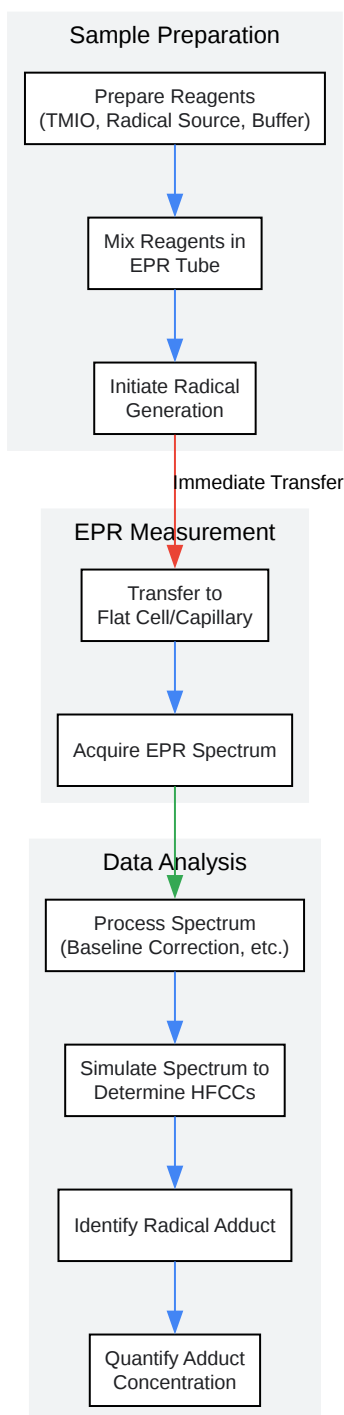 Sample Preparation
Prepare Reagents
(TMIO, Radical Source, Buffer)
Mix Reagents in
EPR Tube
Initiate Radical
Generation
Immediate Transfer
EPR Measurement
Transfer to
Flat Cell/Capillary
Acquire EPR Spectrum
Data Analysis
Process Spectrum
(Baseline Correction, etc.)
Simulate Spectrum to
Determine HFCCs
Identify Radical Adduct
Quantify Adduct
Concentration